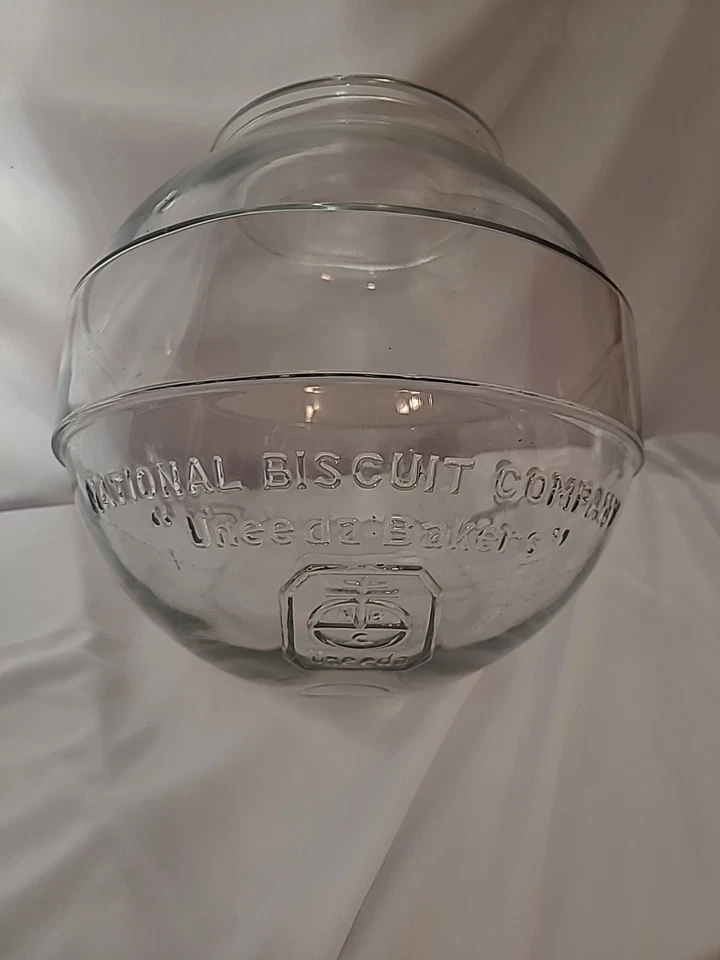 NATIONAL BISCUIT COMPANY
"Uneeda Bakers"
N B
C
Uneeda